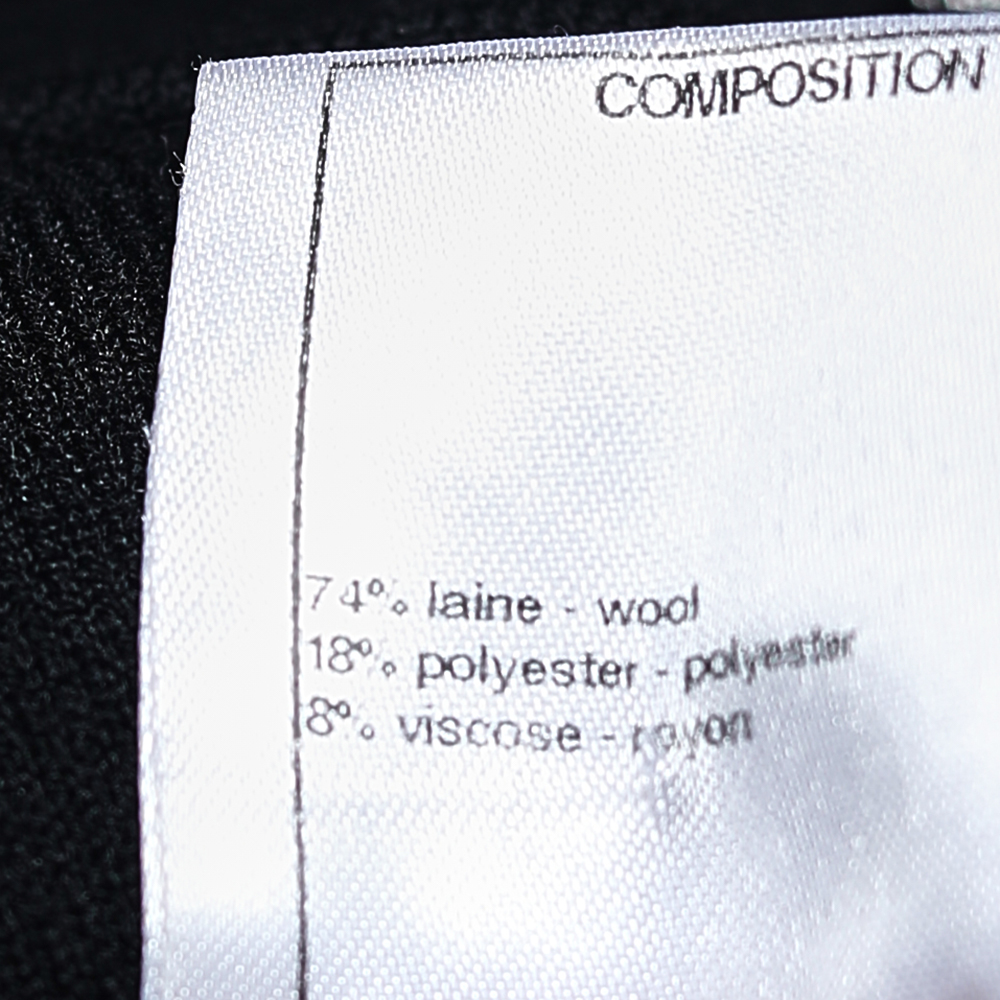 COMPOSITION
74% laine - wool
18% polyester - polyester
8% viscose - rayon